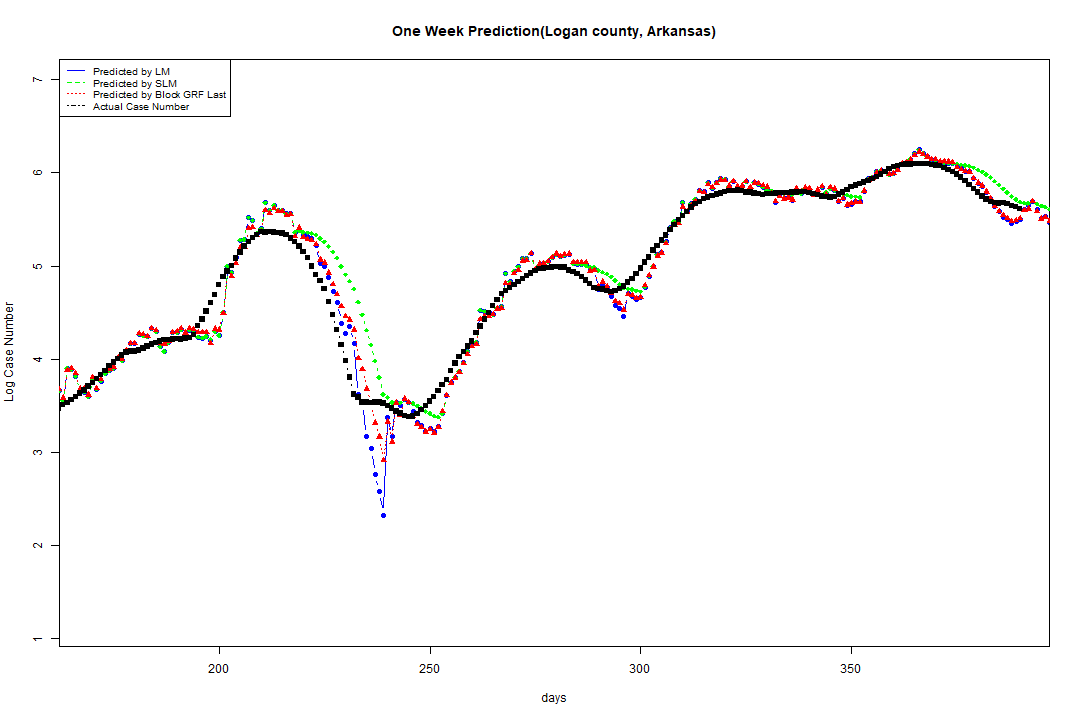 One Week Prediction(Logan county, Arkansas)
Predicted by LM
Predicted by SLM
Predicted by Block GRF Last
Actual Case Number
7
6
5
4
3
2
1
Log Case Number
200 250 300 350
days